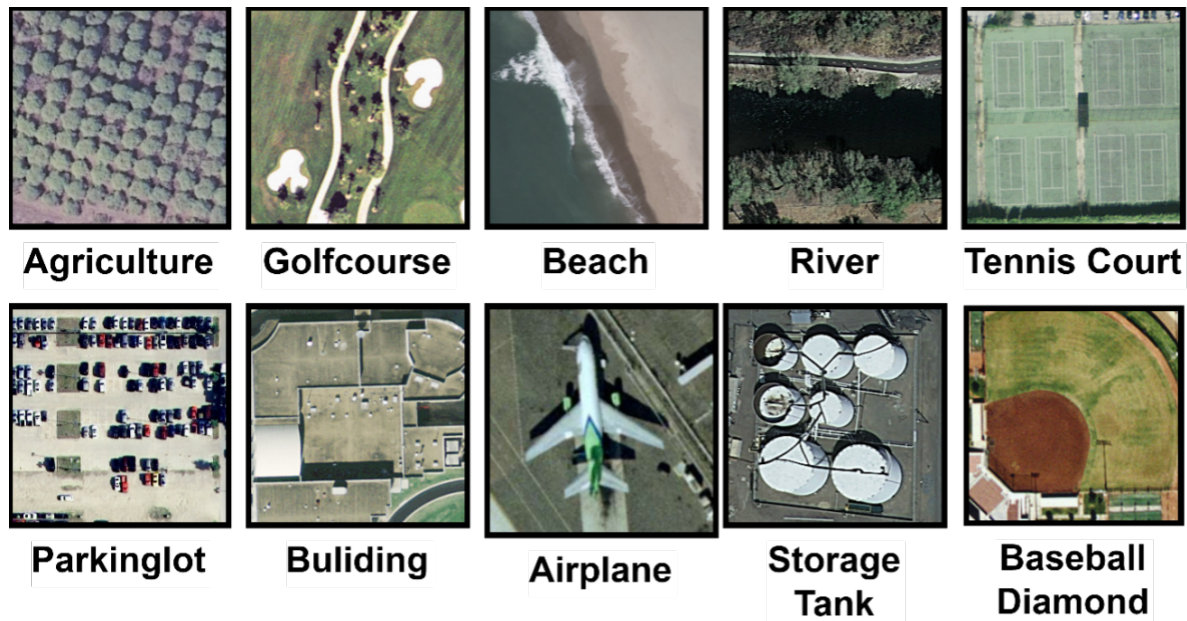 Agriculture
Golfcourse
Beach
River
Tennis Court
Parkinglot
Buliding
Airplane
Storage
Tank
Baseball
Diamond